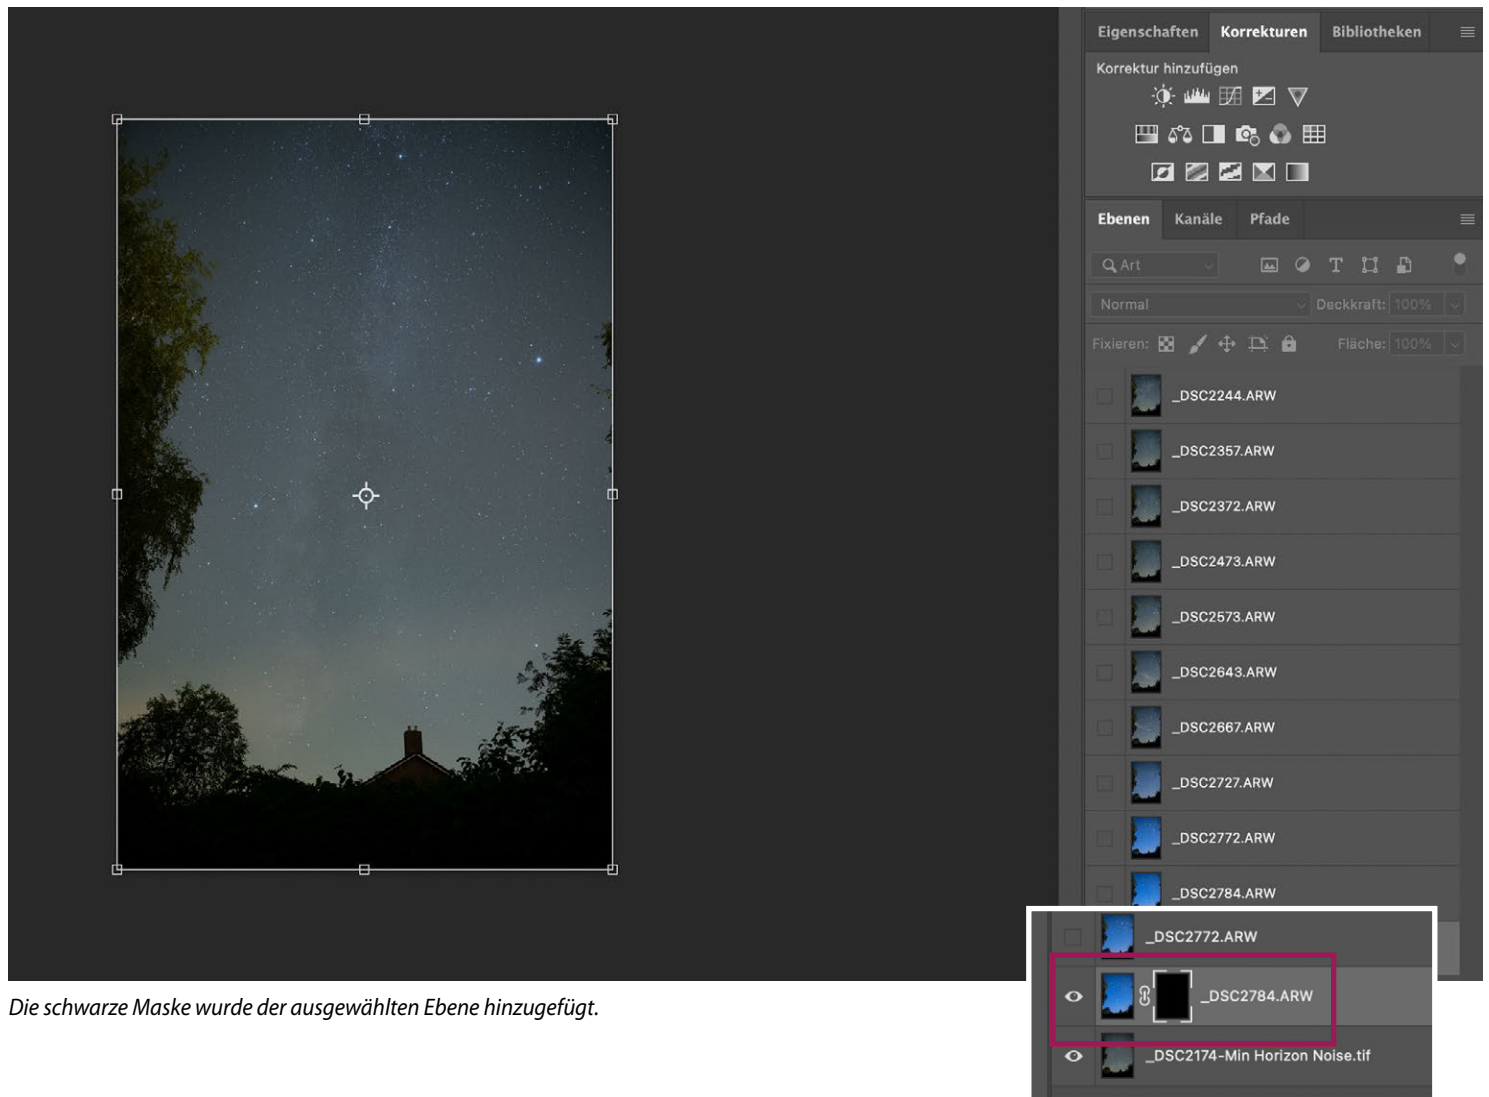 Eigenschaften Korrekturen Bibliotheken
Korrektur hinzufügen
Ebenen Kanäle Pfade
Art
Normal Deckkraft: 100%
Fixieren: Fläche: 100%
_DSC2244.ARW
_DSC2357.ARW
_DSC2372.ARW
_DSC2473.ARW
_DSC2573.ARW
_DSC2643.ARW
_DSC2667.ARW
_DSC2727.ARW
_DSC2772.ARW
_DSC2784.ARW
_DSC2772.ARW
_DSC2784.ARW
_DSC2174-Min Horizon Noise.tif
Die schwarze Maske wurde der ausgewählten Ebene hinzugefügt.